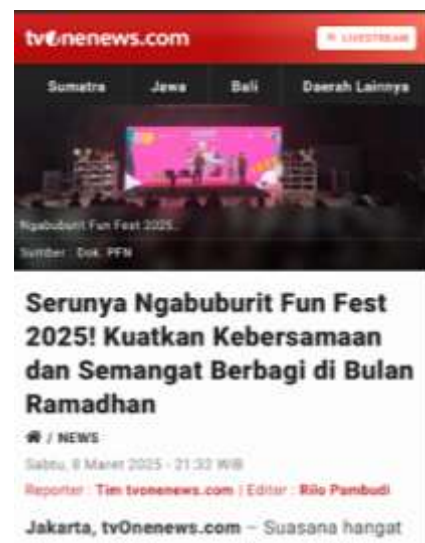 tvOnenews.com
LIVESTREAM
Sumatra Jawa Bali Daerah Lainnya
Ngabuburit Fun Fest 2025.
Sumber : Dok. PFN
Serunya Ngabuburit Fun Fest
2025! Kuatkan Kebersamaan
dan Semangat Berbagi di Bulan
Ramadhan
/ NEWS
Sabtu, 8 Maret 2025 - 21:32 WIB
Reporter : Tim tvonenews.com | Editor : Rilo Pambudi
Jakarta, tvOnenews.com – Suasana hangat